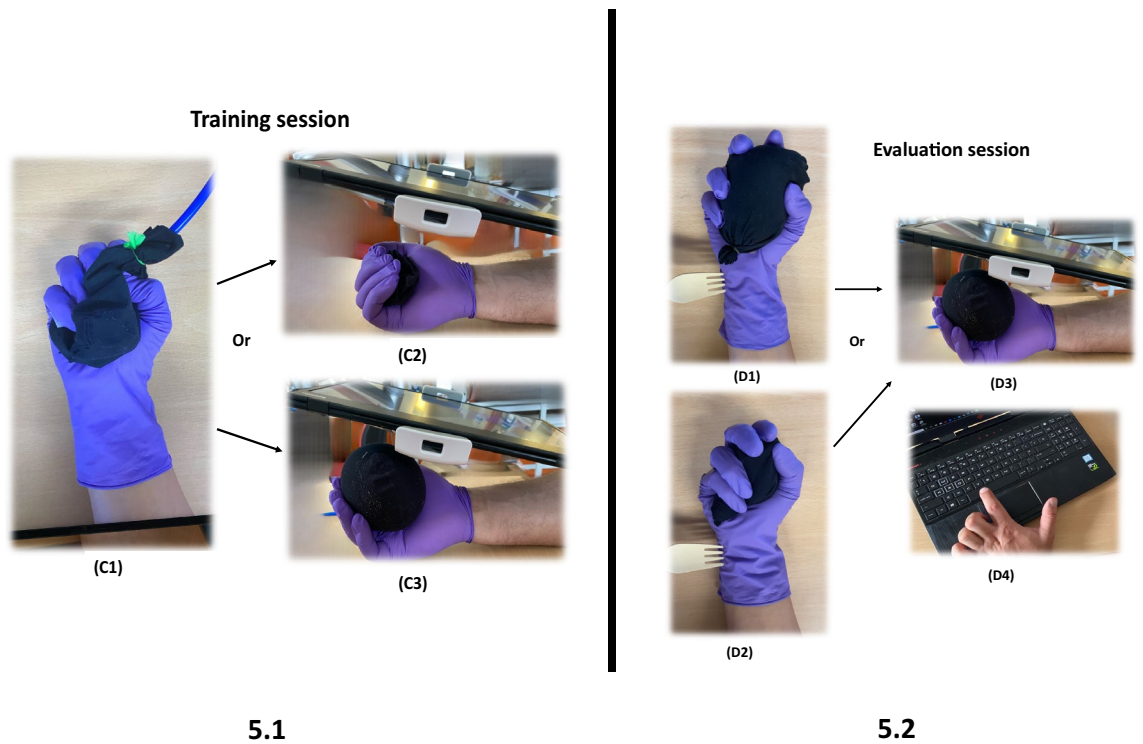 Training session
Or
(C1)
(C2)
(C3)
5.1
Evaluation session
(D1)
Or
(D3)
(D2)
(D4)
5.2